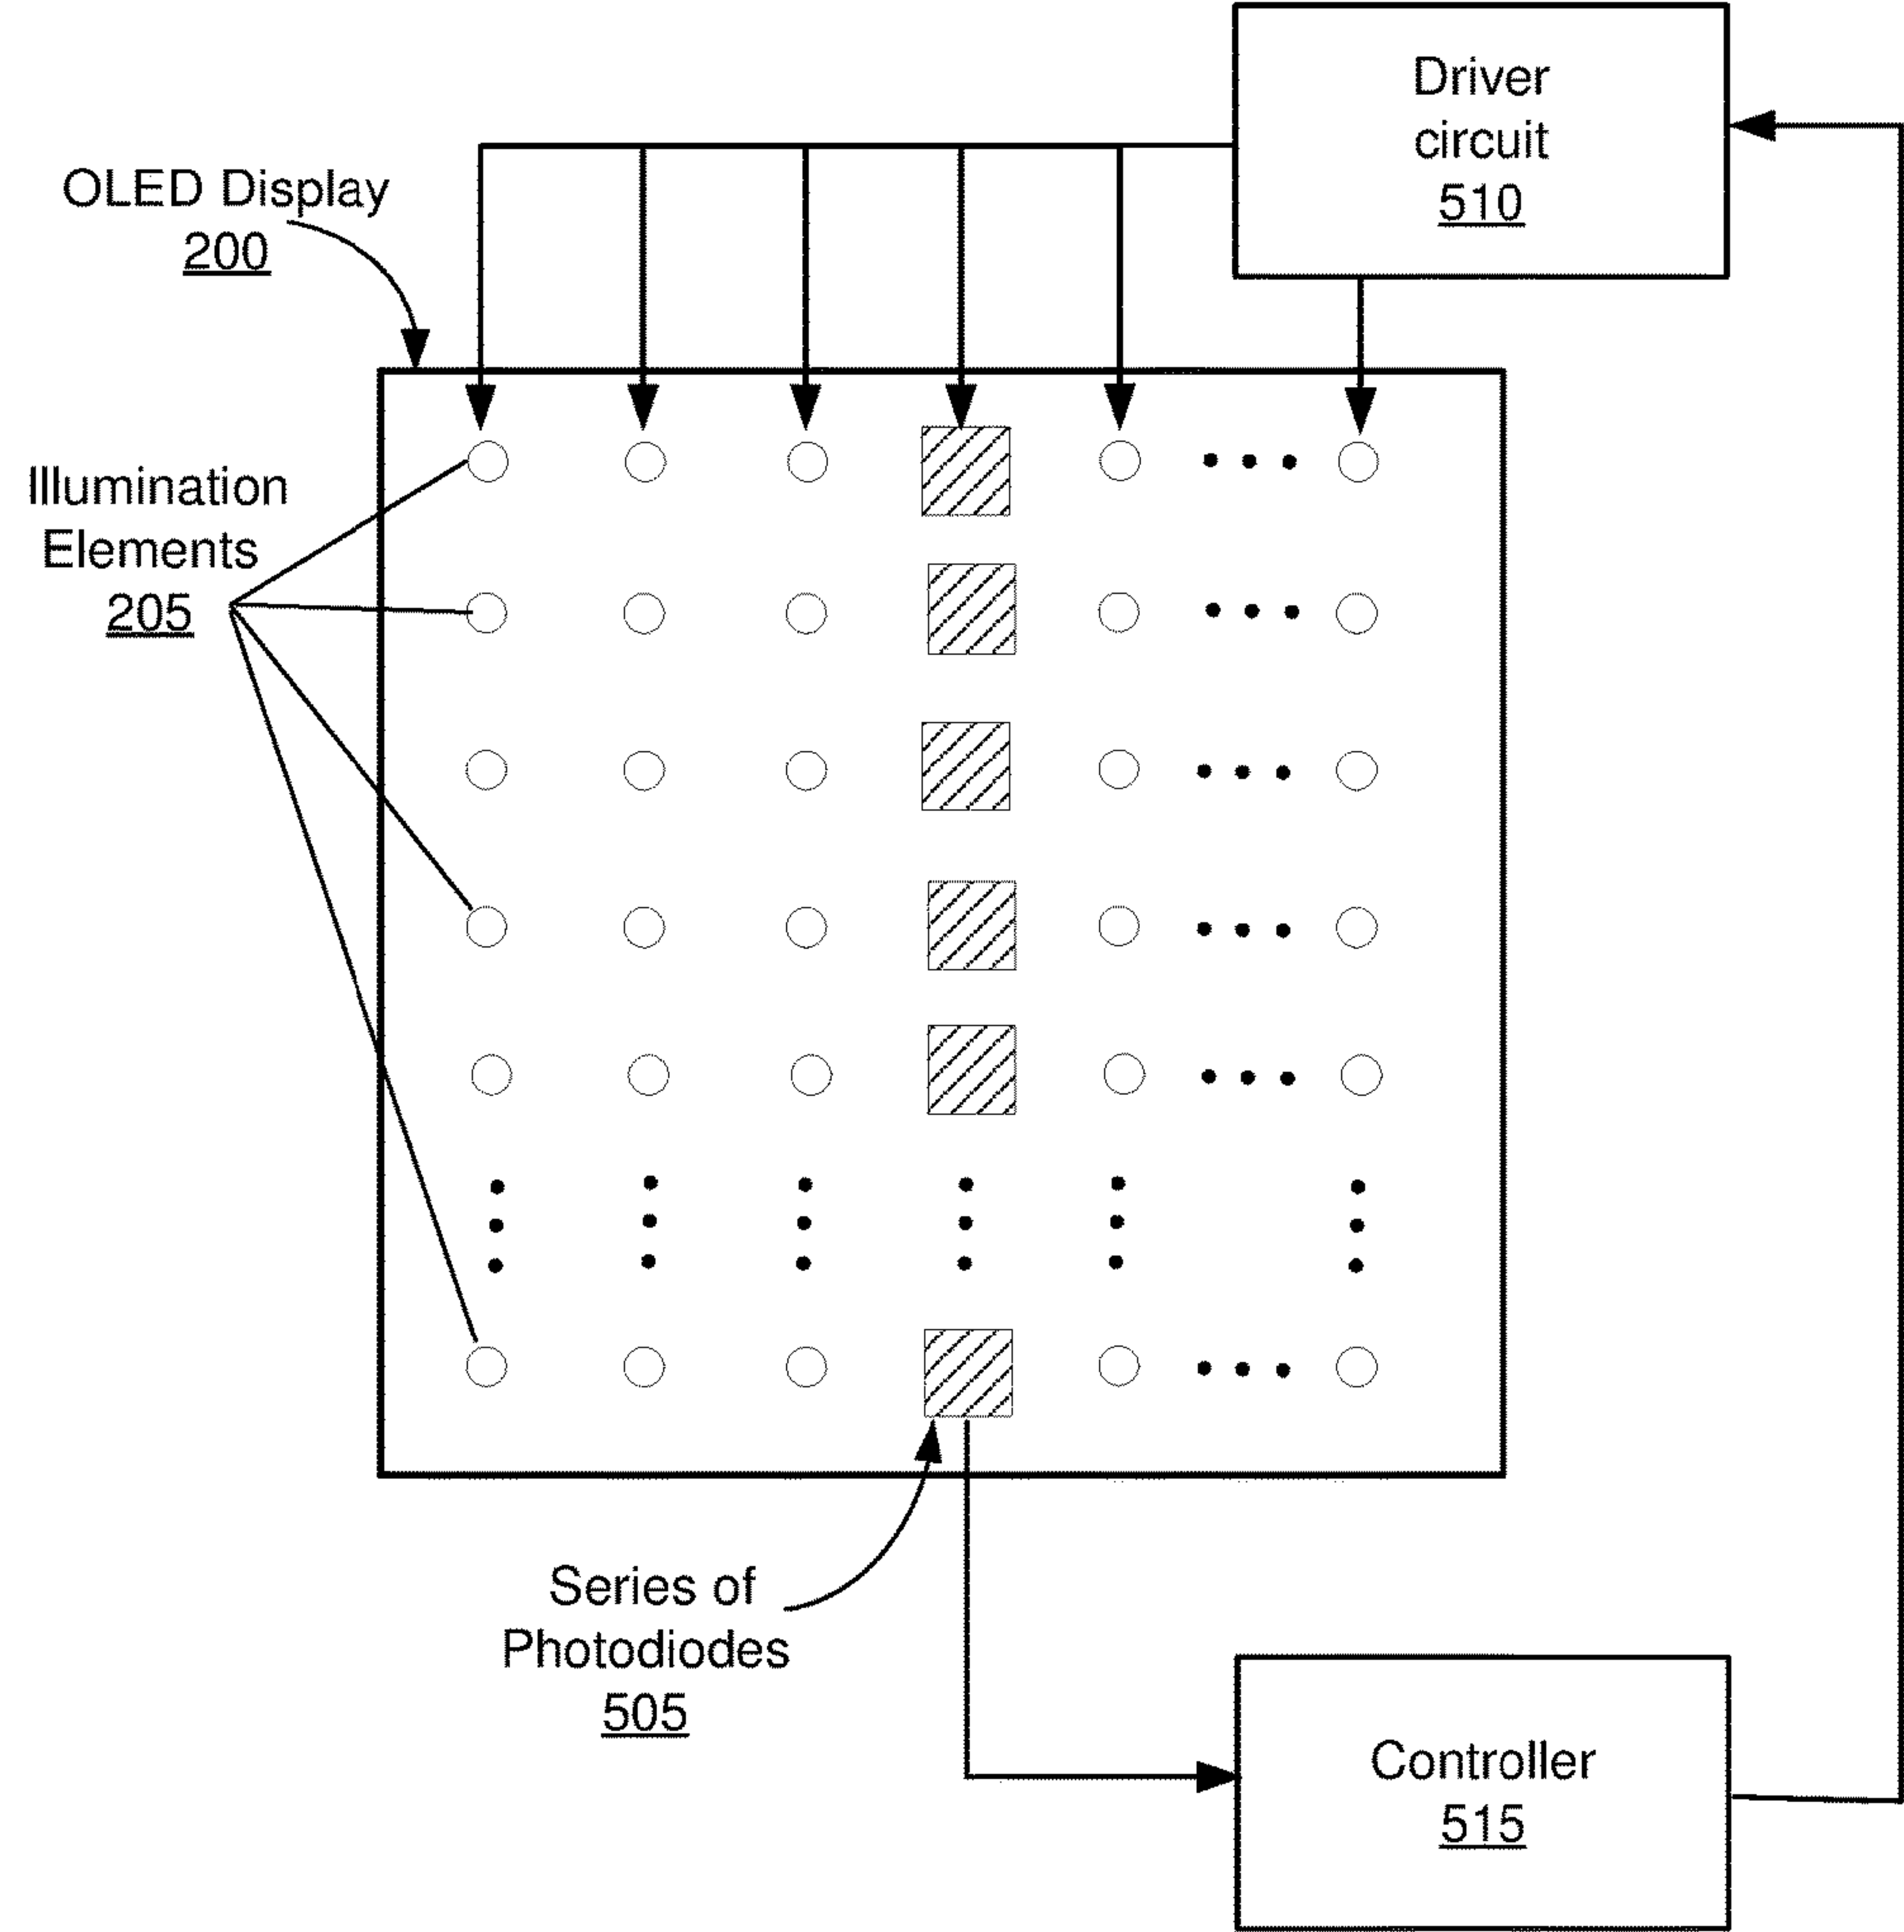 Driver
circuit
510
OLED Display
200
Illumination
Elements
205
Series of
Photodiodes
505
Controller
515